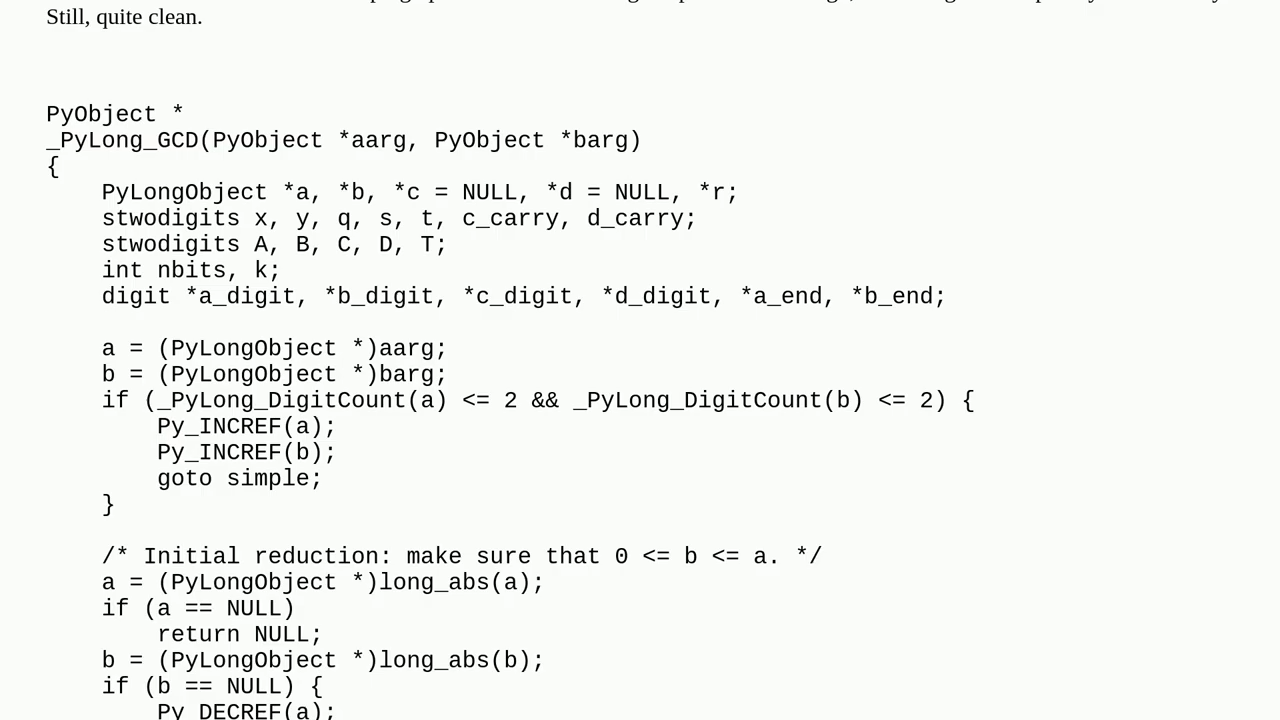 Still, quite clean.
PyObject *
_PyLong_GCD(PyObject *aarg, PyObject *barg)
{
    PyLongObject *a, *b, *c = NULL, *d = NULL, *r;
    stwodigits x, y, q, s, t, c_carry, d_carry;
    stwodigits A, B, C, D, T;
    int nbits, k;
    digit *a_digit, *b_digit, *c_digit, *d_digit, *a_end, *b_end;

    a = (PyLongObject *)aarg;
    b = (PyLongObject *)barg;
    if (_PyLong_DigitCount(a) <= 2 && _PyLong_DigitCount(b) <= 2) {
        Py_INCREF(a);
        Py_INCREF(b);
        goto simple;
    }

    /* Initial reduction: make sure that 0 <= b <= a. */
    a = (PyLongObject *)long_abs(a);
    if (a == NULL)
        return NULL;
    b = (PyLongObject *)long_abs(b);
    if (b == NULL) {
        Py_DECREF(a);